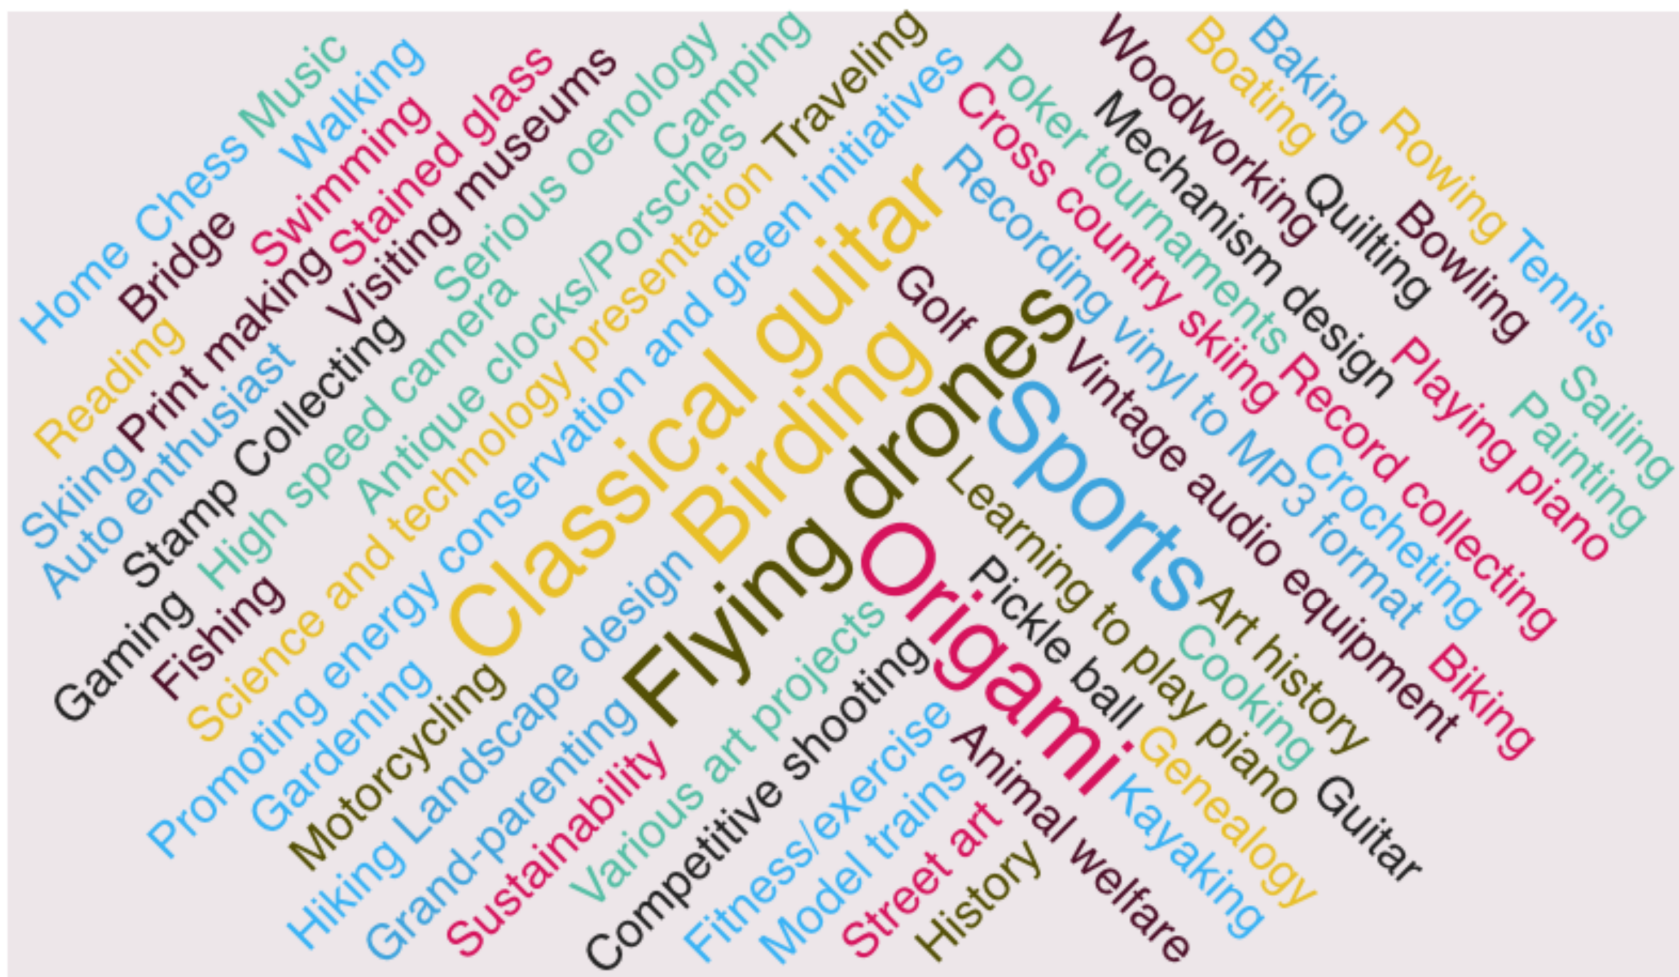 Music
Walking
Home
Chess
Bridge
Swimming
Stained glass
Visiting museums
Serious oenology
Camping
Traveling
Reading
Print making
Skiing
Auto enthusiast
Stamp Collecting
High speed camera
Antique clocks/Porsches
Gaming
Fishing
Science and technology presentation
Promoting energy conservation and green initiatives
Gardening
Motorcycling
Classical guitar
Birding
Flying drones
Hiking
Landscape design
Grand-parenting
Sustainability
Various art projects
Competitive shooting
Fitness/exercise
Model trains
Street art
History
Baking
Boating
Woodworking
Rowing
Tennis
Poker tournaments
Mechanism design
Quilting
Bowling
Cross country skiing
Recording vinyl to MP3 format
Record collecting
Playing piano
Sailing
Painting
Golf
Vintage audio equipment
Crocheting
Sports
Learning to play piano
Art history
Biking
Origami
Pickle ball
Cooking
Genealogy
Guitar
Animal welfare
Kayaking